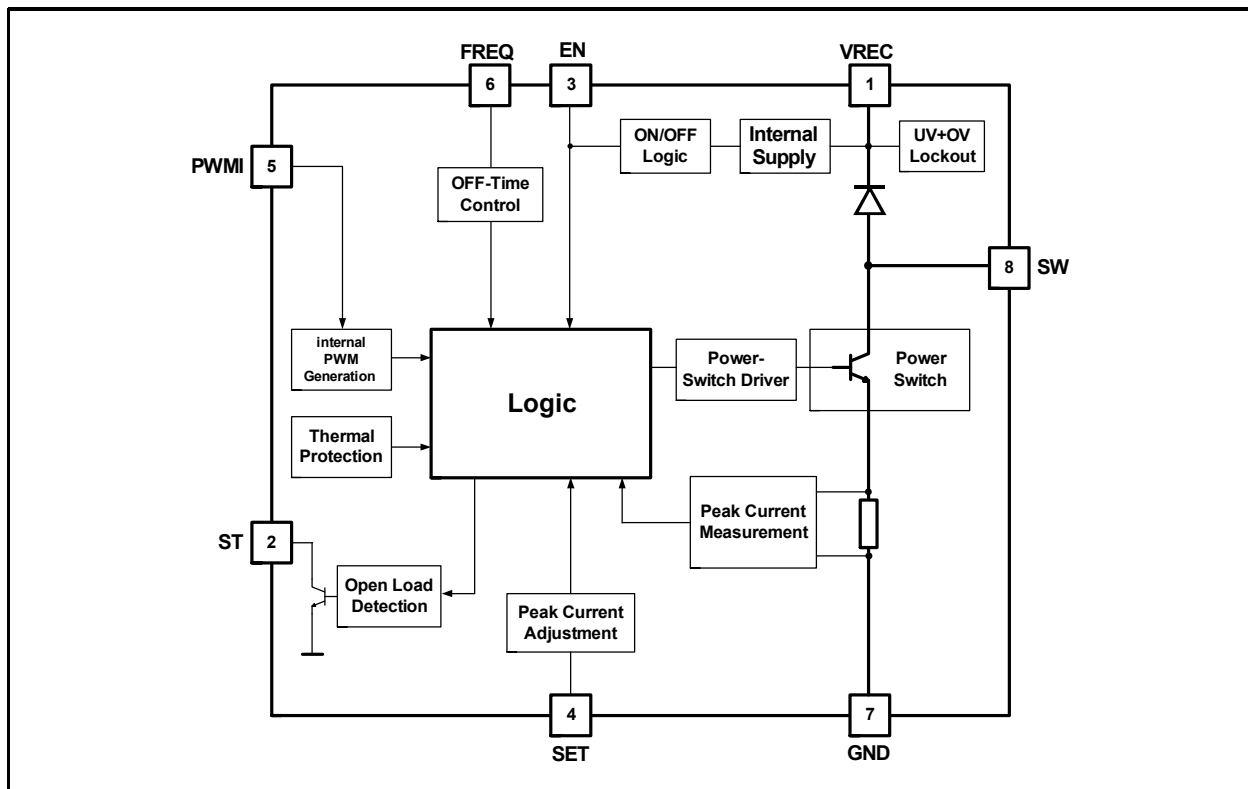 FREQ
EN
VREC
6
3
1
ON/OFF
Logic
Internal
Supply
UV+OV
Lockout
PWMI
5
OFF-Time
Control
8
SW
internal
PWM
Generation
Power-
Switch Driver
Power
Switch
Logic
Thermal
Protection
Peak Current
Measurement
ST
2
Open Load
Detection
Peak Current
Adjustment
4
7
SET
GND